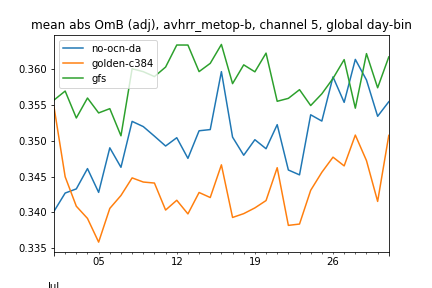 mean abs OmB (adj), avhrr_metop-b, channel 5, global day-bin
no-ocn-da
golden-c384
gfs
0.360
0.355
0.350
0.345
0.340
0.335
05
12
19
26
Jul